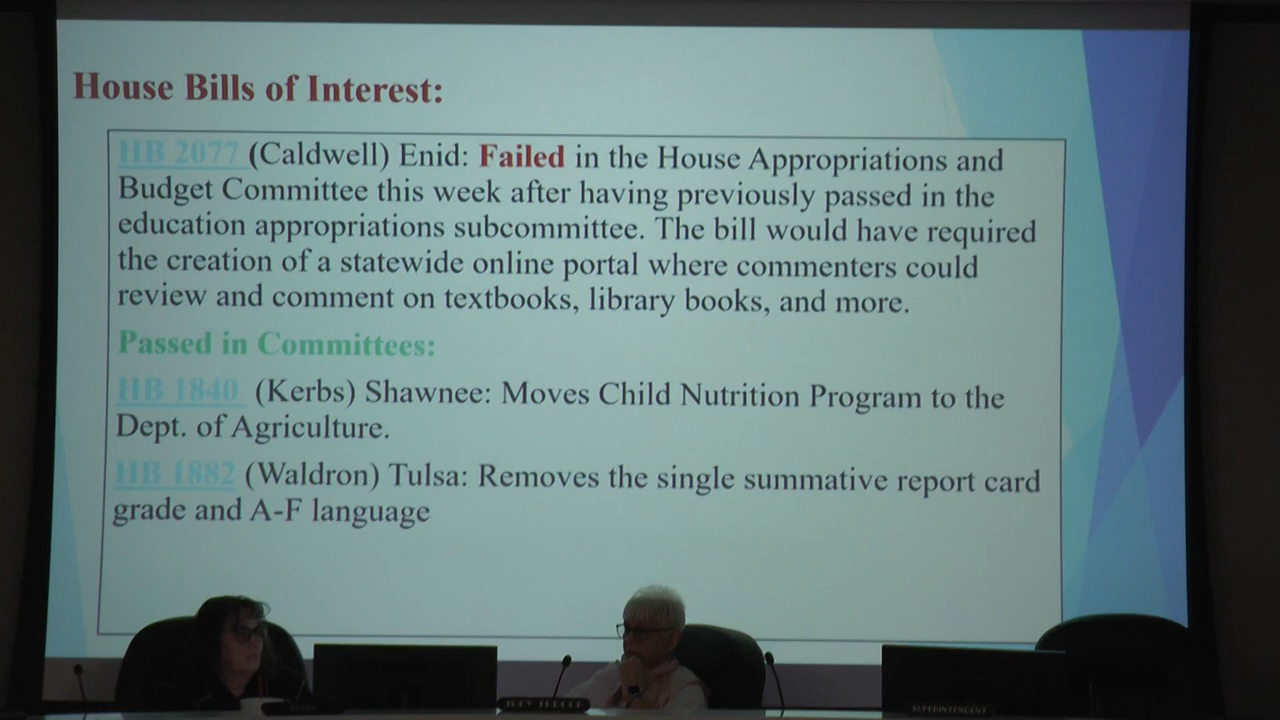 House Bills of Interest:
HB 2077 (Caldwell) Enid: Failed in the House Appropriations and
Budget Committee this week after having previously passed in the
education appropriations subcommittee. The bill would have required
the creation of a statewide online portal where commenters could
review and comment on textbooks, library books, and more.
Passed in Committees:
HB 1840 (Kerbs) Shawnee: Moves Child Nutrition Program to the
Dept. of Agriculture.
HB 1882 (Waldron) Tulsa: Removes the single summative report card
grade and A-F language
SUPERINTENDENT